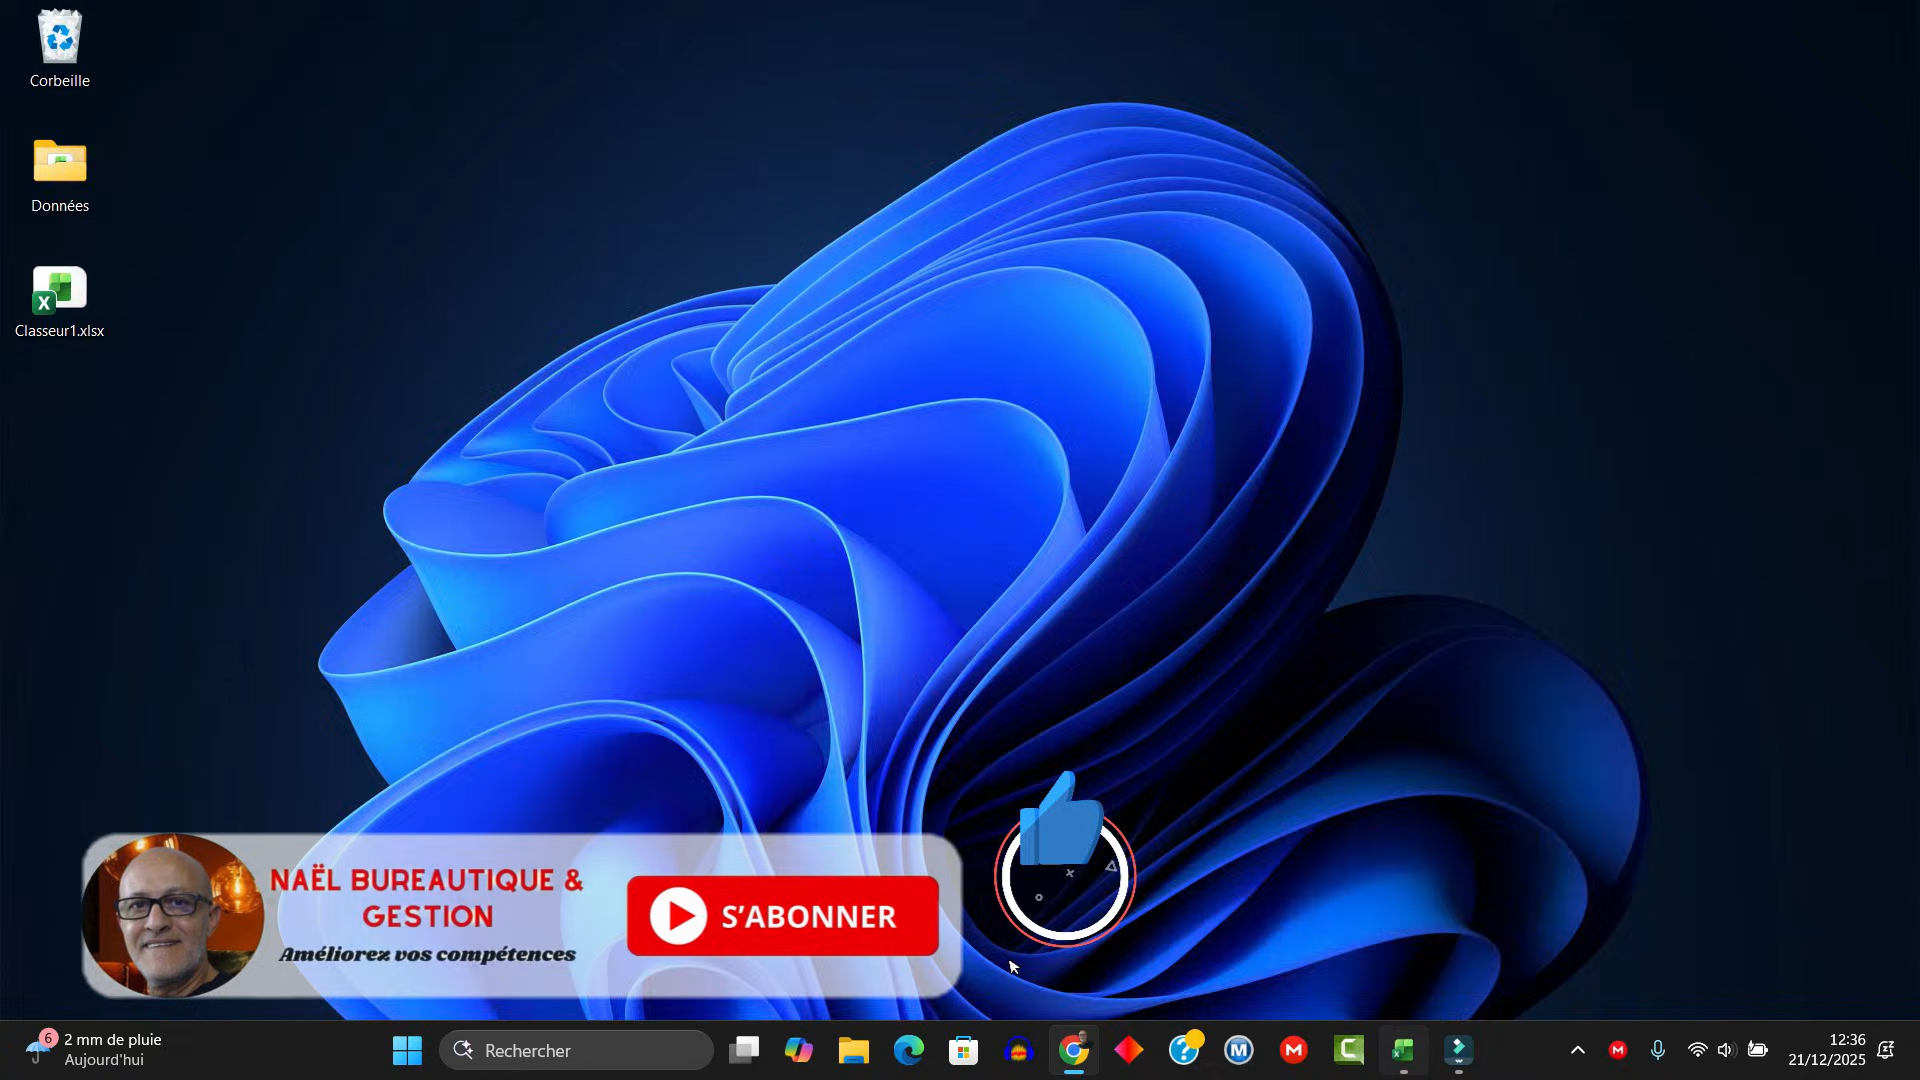 Corbeille
Données
Classeur1.xlsx
NAËL BUREAUTIQUE &
GESTION
Améliorez vos compétences
S'ABONNER
6
2 mm de pluie
Aujourd'hui
Rechercher
12:36
21/12/2025